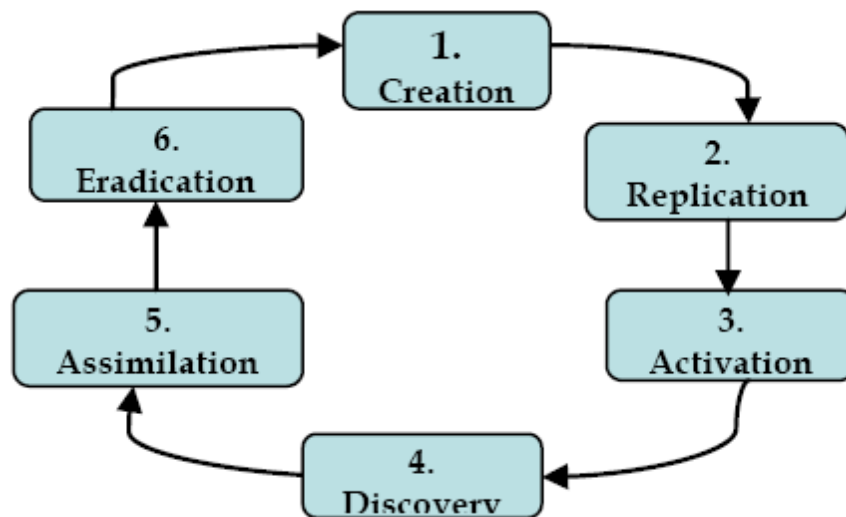 1.
Creation
2.
Replication
3.
Activation
4.
Discovery
5.
Assimilation
6.
Eradication